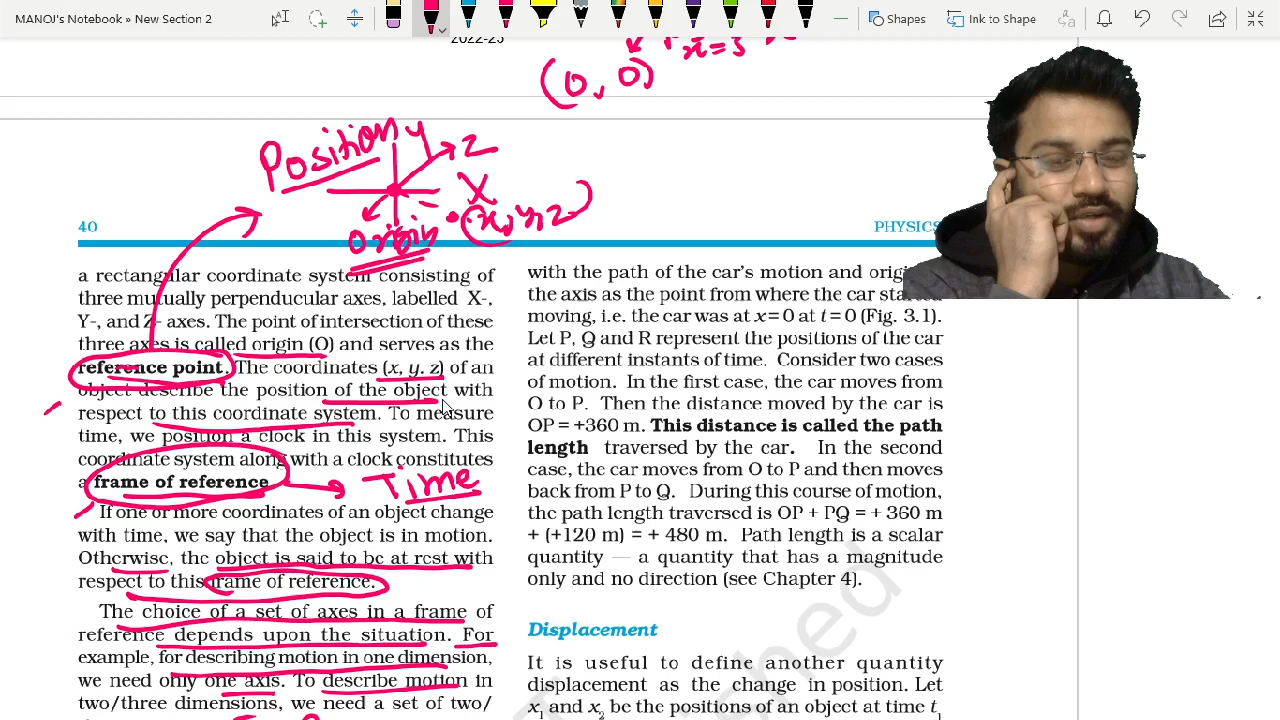 MANOJ's Notebook » New Section 2
Shapes
Ink to Shape
2022-23
x=5
(0, 0)
Position
Y
Z
X
Origin
(x, y, z)
40
PHYSICS
a rectangular coordinate system consisting of
three mutually perpenducular axes, labelled X-,
Y-, and Z- axes. The point of intersection of these
three axes is called origin (O) and serves as the
reference point. The coordinates (x, y. z) of an
object describe the position of the object with
respect to this coordinate system. To measure
time, we position a clock in this system. This
coordinate system along with a clock constitutes
a frame of reference
Time
If one or more coordinates of an object change
with time, we say that the object is in motion.
Otherwise, the object is said to be at rest with
respect to this frame of reference.
The choice of a set of axes in a frame of
reference depends upon the situation. For
example, for describing motion in one dimension,
we need only one axis. To describe motion in
two/three dimensions, we need a set of two/
with the path of the car's motion and
the axis as the point from where the car started
moving, i.e. the car was at x=0 at t=0 (Fig. 3.1).
Let P, Q and R represent the positions of the car
at different instants of time. Consider two cases
of motion. In the first case, the car moves from
O to P. Then the distance moved by the car is
OP = +360 m. This distance is called the path
length traversed by the car. In the second
case, the car moves from O to P and then moves
back from P to Q. During this course of motion,
the path length traversed is OP + PQ = + 360 m
+ (+120 m) = + 480 m. Path length is a scalar
quantity — a quantity that has a magnitude
only and no direction (see Chapter 4).
Displacement
It is useful to define another quantity
displacement as the change in position. Let
x1 and x2 be the positions of an object at time t1